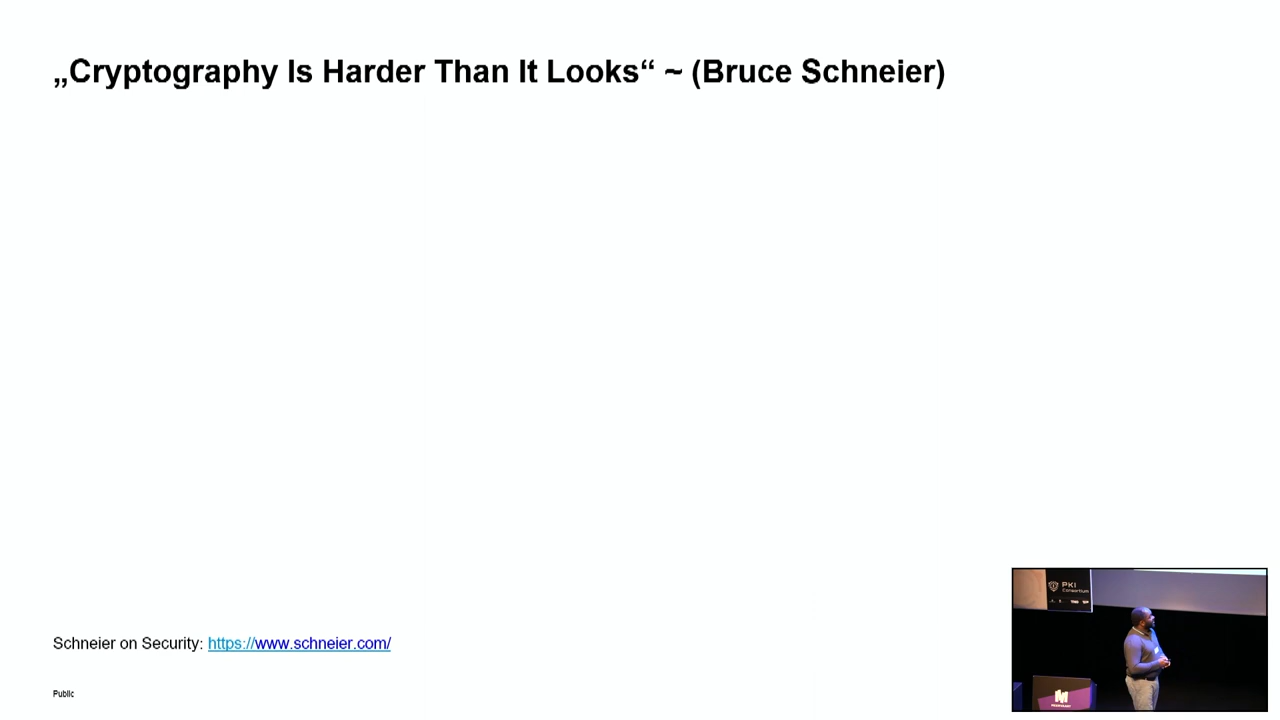 „Cryptography Is Harder Than It Looks“ ~ (Bruce Schneier)
Schneier on Security: https://www.schneier.com/
Public
PKI
Consortium